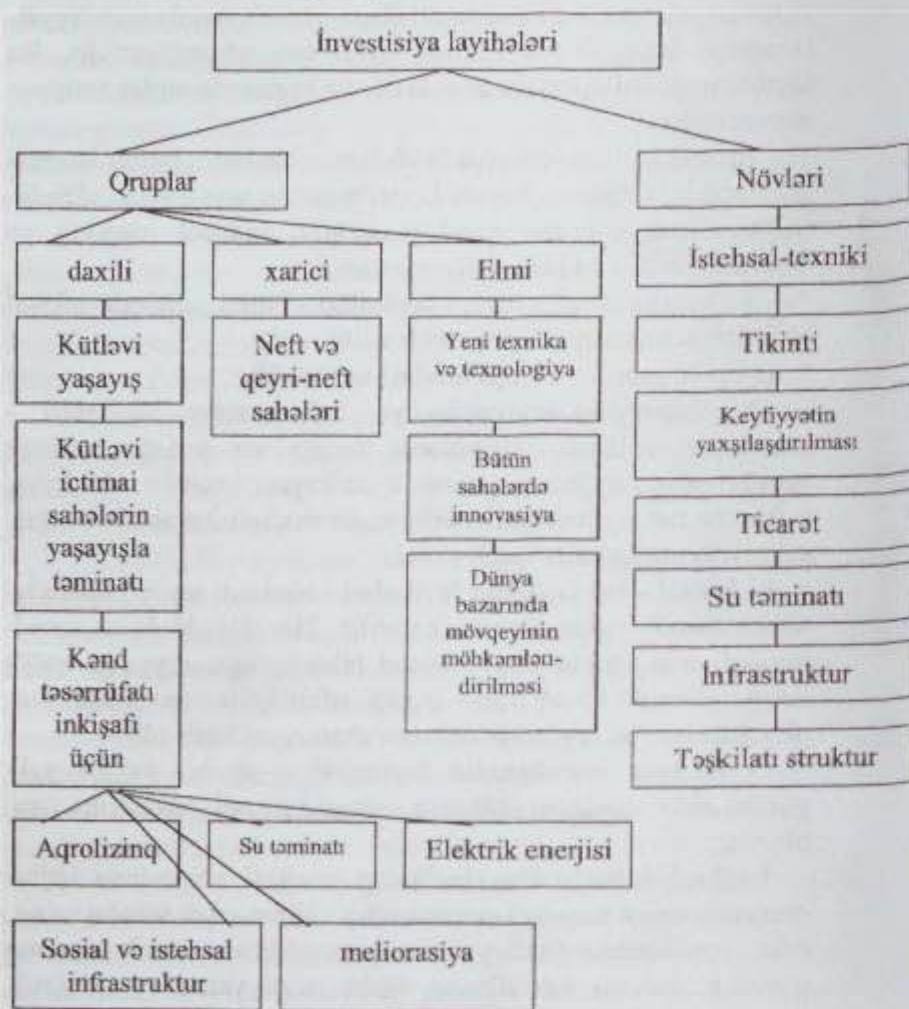 İnvestisiya layihələri
Qruplar
Növləri
daxili
xarici
Elmi
İstehsal-texniki
Kütləvi
yaşayış
Neft və
qeyri-neft
sahələri
Yeni texnika
və texnologiya
Tikinti
Kütləvi
ictimai
sahələrin
yaşayışla
təminatı
Bütün
sahələrdə
innovasiya
Keyfiyyətin
yaxşılaşdırılması
Ticarət
Dünya
bazarında
mövqeyinin
möhkəmlən-
dirilməsi
Su təminatı
Kənd
təsərrüfatı
inkişafı
üçün
İnfrastruktur
Təşkilatı struktur
Aqrolizinq
Su təminatı
Elektrik enerjisi
Sosial və istehsal
infrastruktur
meliorasiya